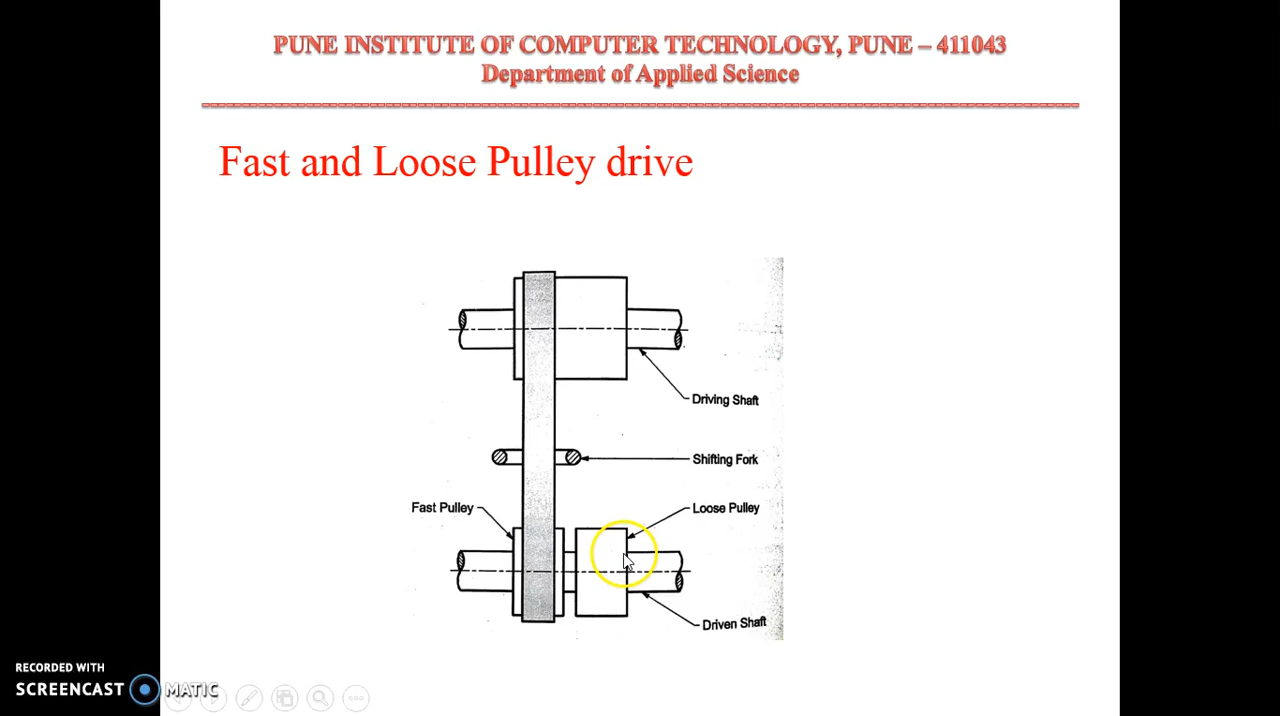 PUNE INSTITUTE OF COMPUTER TECHNOLOGY, PUNE – 411043
Department of Applied Science
Fast and Loose Pulley drive
Driving Shaft
Shifting Fork
Fast Pulley
Loose Pulley
Driven Shaft
RECORDED WITH
SCREENCAST MATIC